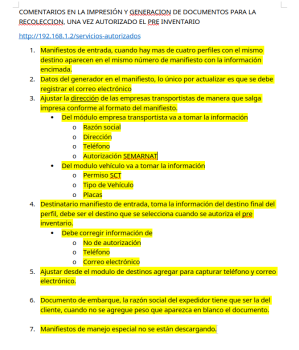 COMENTARIOS EN LA IMPRESIÓN Y GENERACION DE DOCUMENTOS PARA LA
RECOLECCION, UNA VEZ AUTORIZADO EL PRE INVENTARIO
http://192.168.1.2/servicios-autorizados
1. Manifiestos de entrada, cuando hay mas de cuatro perfiles con el mismo
destino aparecen en el mismo número de manifiesto con la información
encimada.
2. Datos del generador en el manifiesto, lo único por actualizar es que se debe
registrar el correo electrónico
3. Ajustar la dirección de las empresas transportistas de manera que salga
impresa conforme al formato del manifiesto.
• Del módulo empresa transportista va a tomar la información
o Razón social
o Dirección
o Teléfono
o Autorización SEMARNAT
• Del modulo vehículo va a tomar la información
o Permiso SCT
o Tipo de Vehículo
o Placas
4. Destinatario manifiesto de entrada, toma la información del destino final del
perfil, debe ser el destino que se selecciona cuando se autoriza el pre
inventario.
• Debe corregir información de
o No de autorización
o Teléfono
o Correo electrónico
5. Ajustar desde el modulo de destinos agregar para capturar teléfono y correo
electrónico.
6. Documento de embarque, la razón social del expedidor tiene que ser la del
cliente, cuando no se agregue peso que aparezca en blanco el documento.
7. Manifiestos de manejo especial no se están descargando.